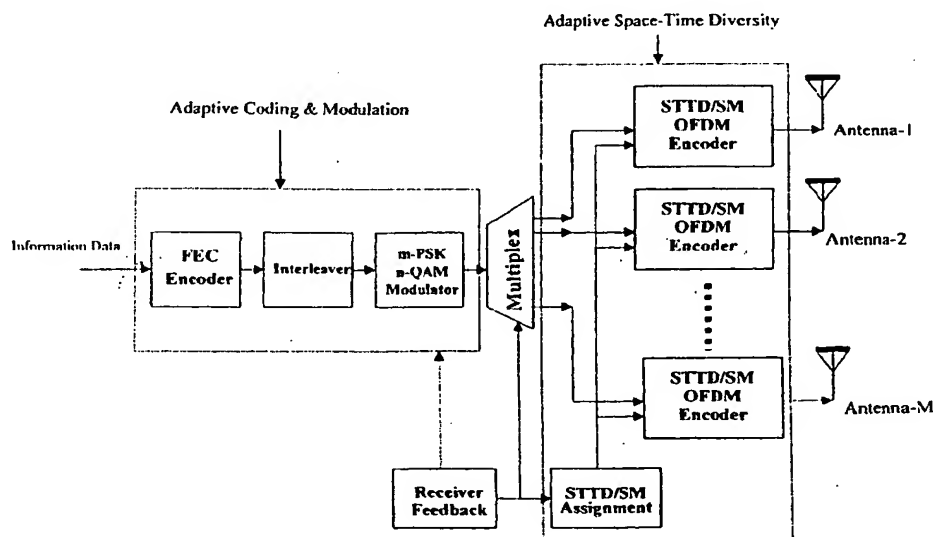 Adaptive Space-Time Diversity
Adaptive Coding & Modulation
Information Data
FEC
Encoder
Interleaver
m-PSK
n-QAM
Modulator
Multiplex
STTD/SM
OFDM
Encoder
Antenna-1
STTD/SM
OFDM
Encoder
Antenna-2
STTD/SM
OFDM
Encoder
Antenna-M
Receiver
Feedback
STTD/SM
Assignment